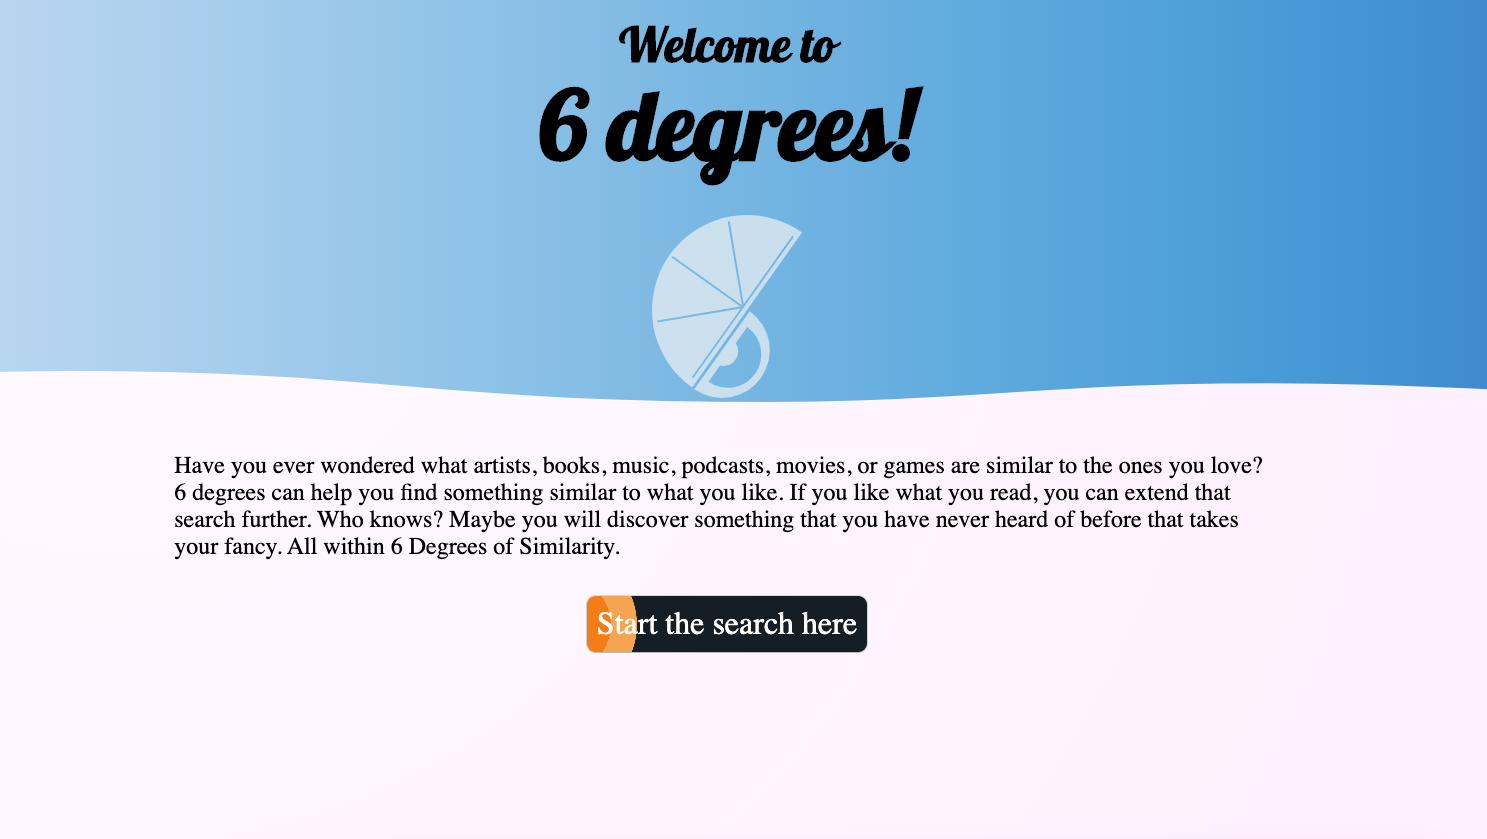 Welcome to
6 degrees!
Have you ever wondered what artists, books, music, podcasts, movies, or games are similar to the ones you love?
6 degrees can help you find something similar to what you like. If you like what you read, you can extend that
search further. Who knows? Maybe you will discover something that you have never heard of before that takes
your fancy. All within 6 Degrees of Similarity.
Start the search here